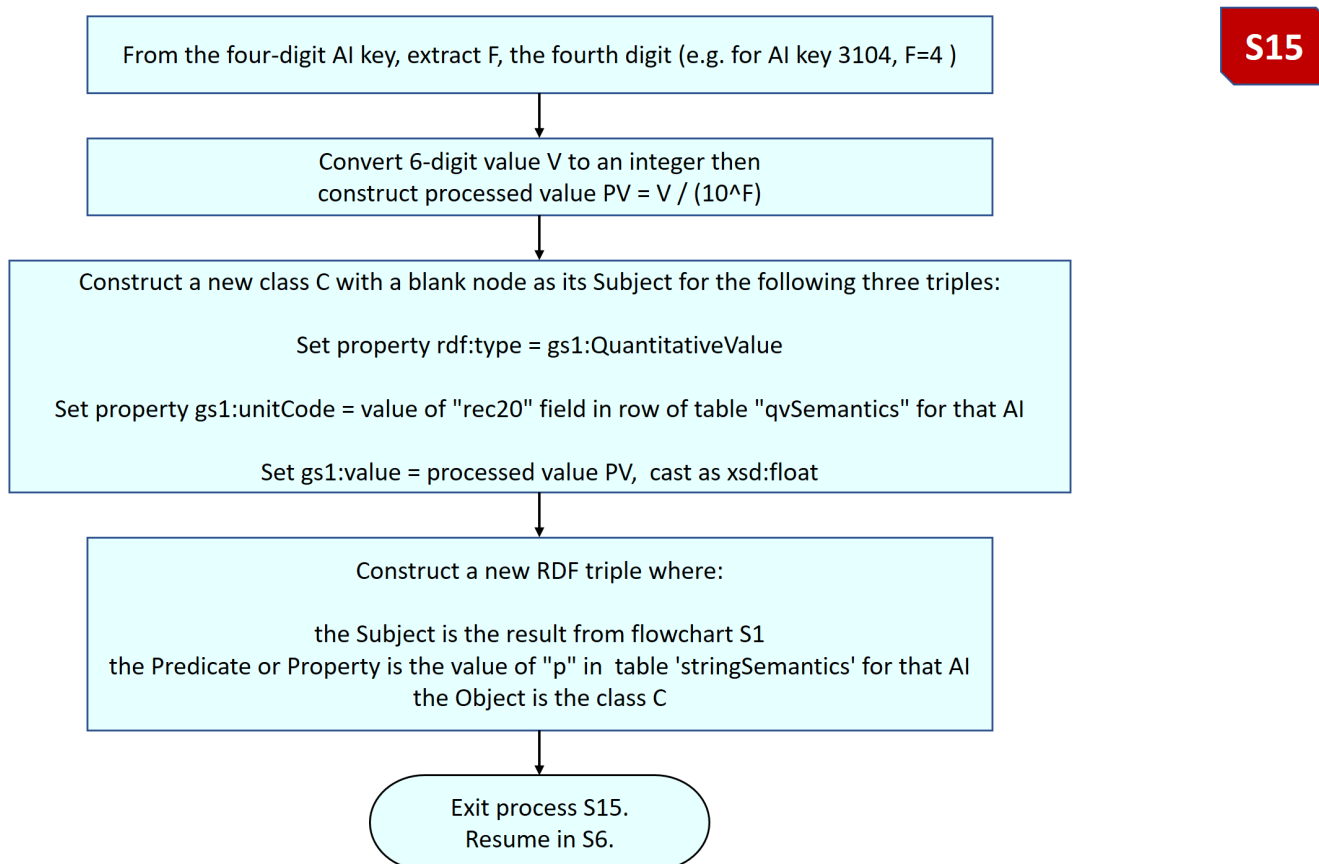 S15
From the four-digit AI key, extract F, the fourth digit (e.g. for AI key 3104, F=4 )
Convert 6-digit value V to an integer then
construct processed value PV = V / (10^F)
Construct a new class C with a blank node as its Subject for the following three triples:
Set property rdf:type = gs1:QuantitativeValue
Set property gs1:unitCode = value of "rec20" field in row of table "qvSemantics" for that AI
Set gs1:value = processed value PV,  cast as xsd:float
Construct a new RDF triple where:
the Subject is the result from flowchart S1
the Predicate or Property is the value of "p" in  table 'stringSemantics' for that AI
the Object is the class C
Exit process S15.
Resume in S6.